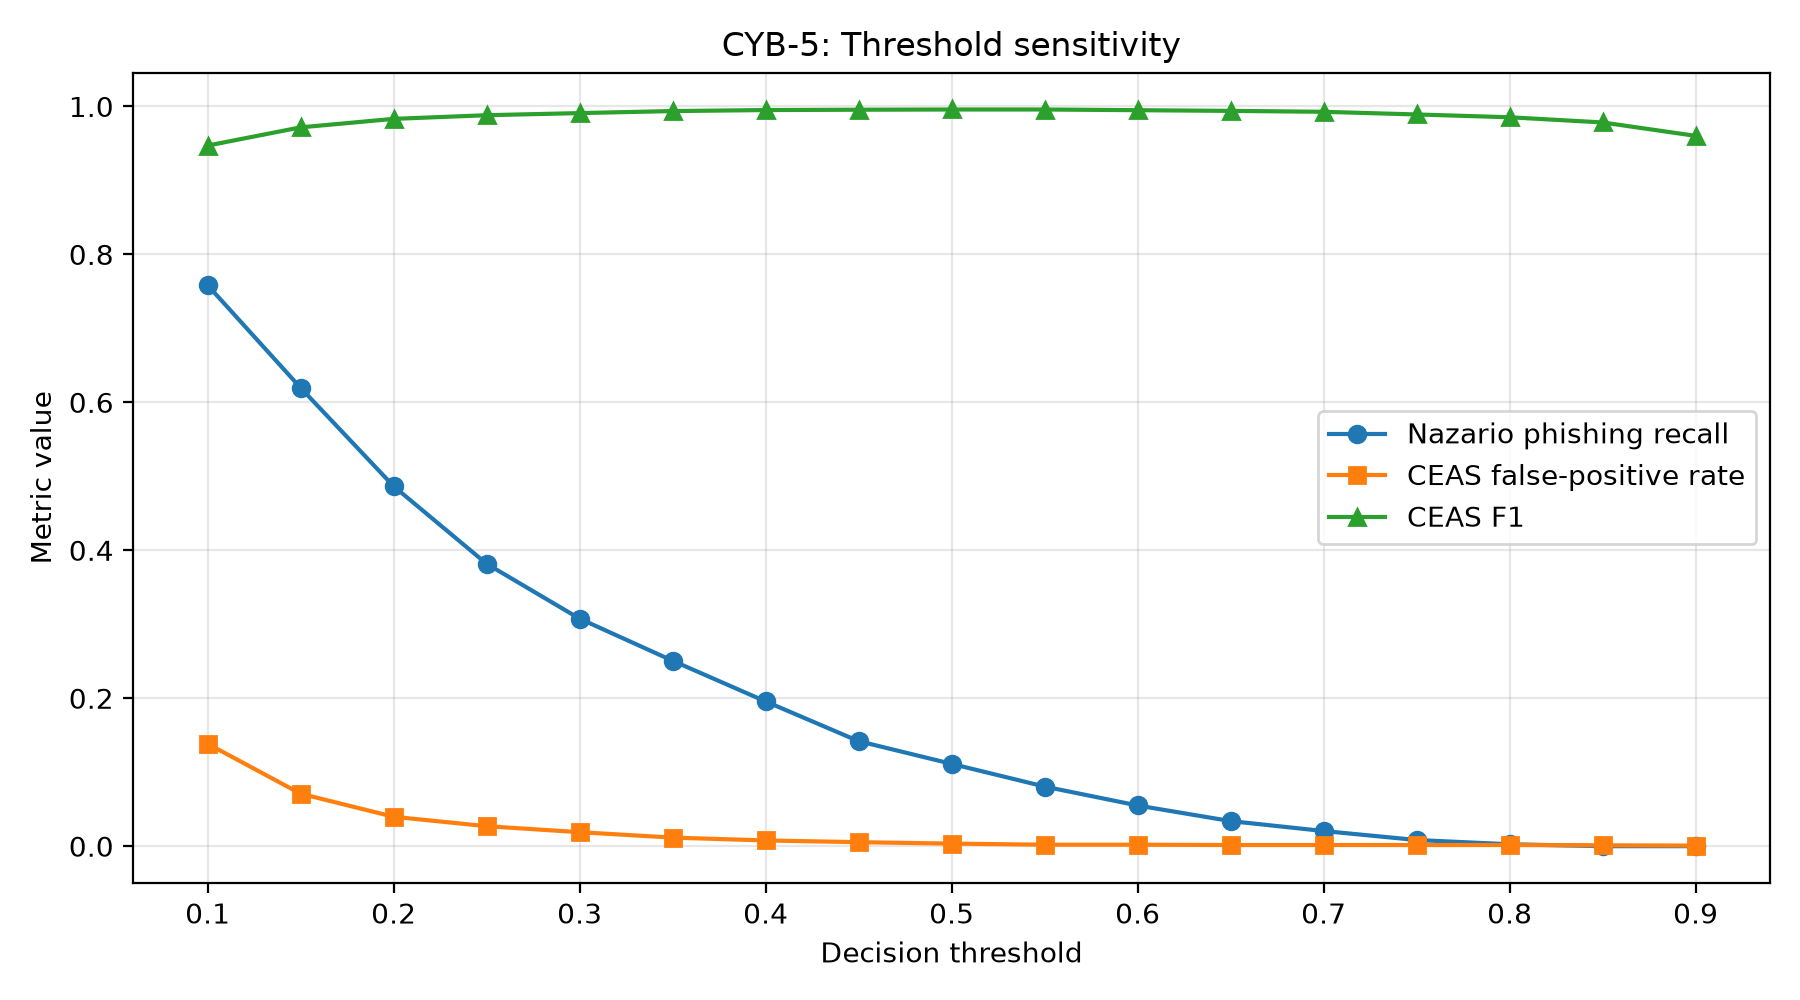 CYB-5: Threshold sensitivity
Metric value
1.0
0.8
0.6
0.4
0.2
0.0
Nazario phishing recall
CEAS false-positive rate
CEAS F1
0.1 0.2 0.3 0.4 0.5 0.6 0.7 0.8 0.9
Decision threshold